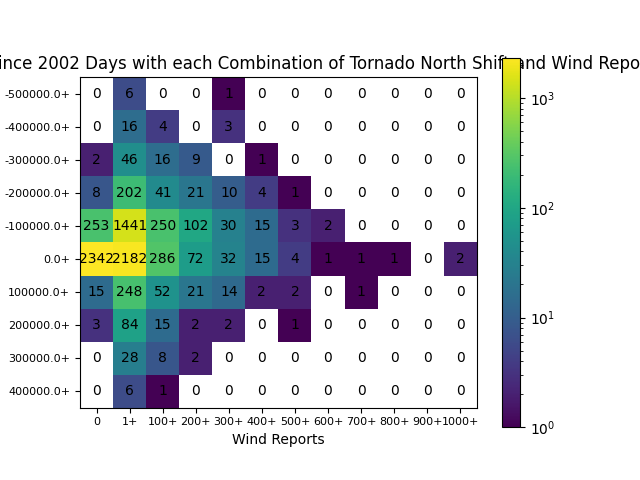 ince 2002 Days with each Combination of Tornado North Shift and Wind Repo
-500000.0+ 0 6 0 0 1 0 0 0 0 0 0 0
-400000.0+ 0 16 4 0 3 0 0 0 0 0 0 0
-300000.0+ 2 46 16 9 0 1 0 0 0 0 0 0
-200000.0+ 8 202 41 21 10 4 1 0 0 0 0 0
-100000.0+ 253 1441 250 102 30 15 3 2 0 0 0 0
0.0+ 2342 2182 286 72 32 15 4 1 1 1 0 2
100000.0+ 15 248 52 21 14 2 2 0 1 0 0 0
200000.0+ 3 84 15 2 2 0 1 0 0 0 0 0
300000.0+ 0 28 8 2 0 0 0 0 0 0 0 0
400000.0+ 0 6 1 0 0 0 0 0 0 0 0 0
0 1+ 100+ 200+ 300+ 400+ 500+ 600+ 700+ 800+ 900+ 1000+
Wind Reports
10³
10²
10¹
10⁰